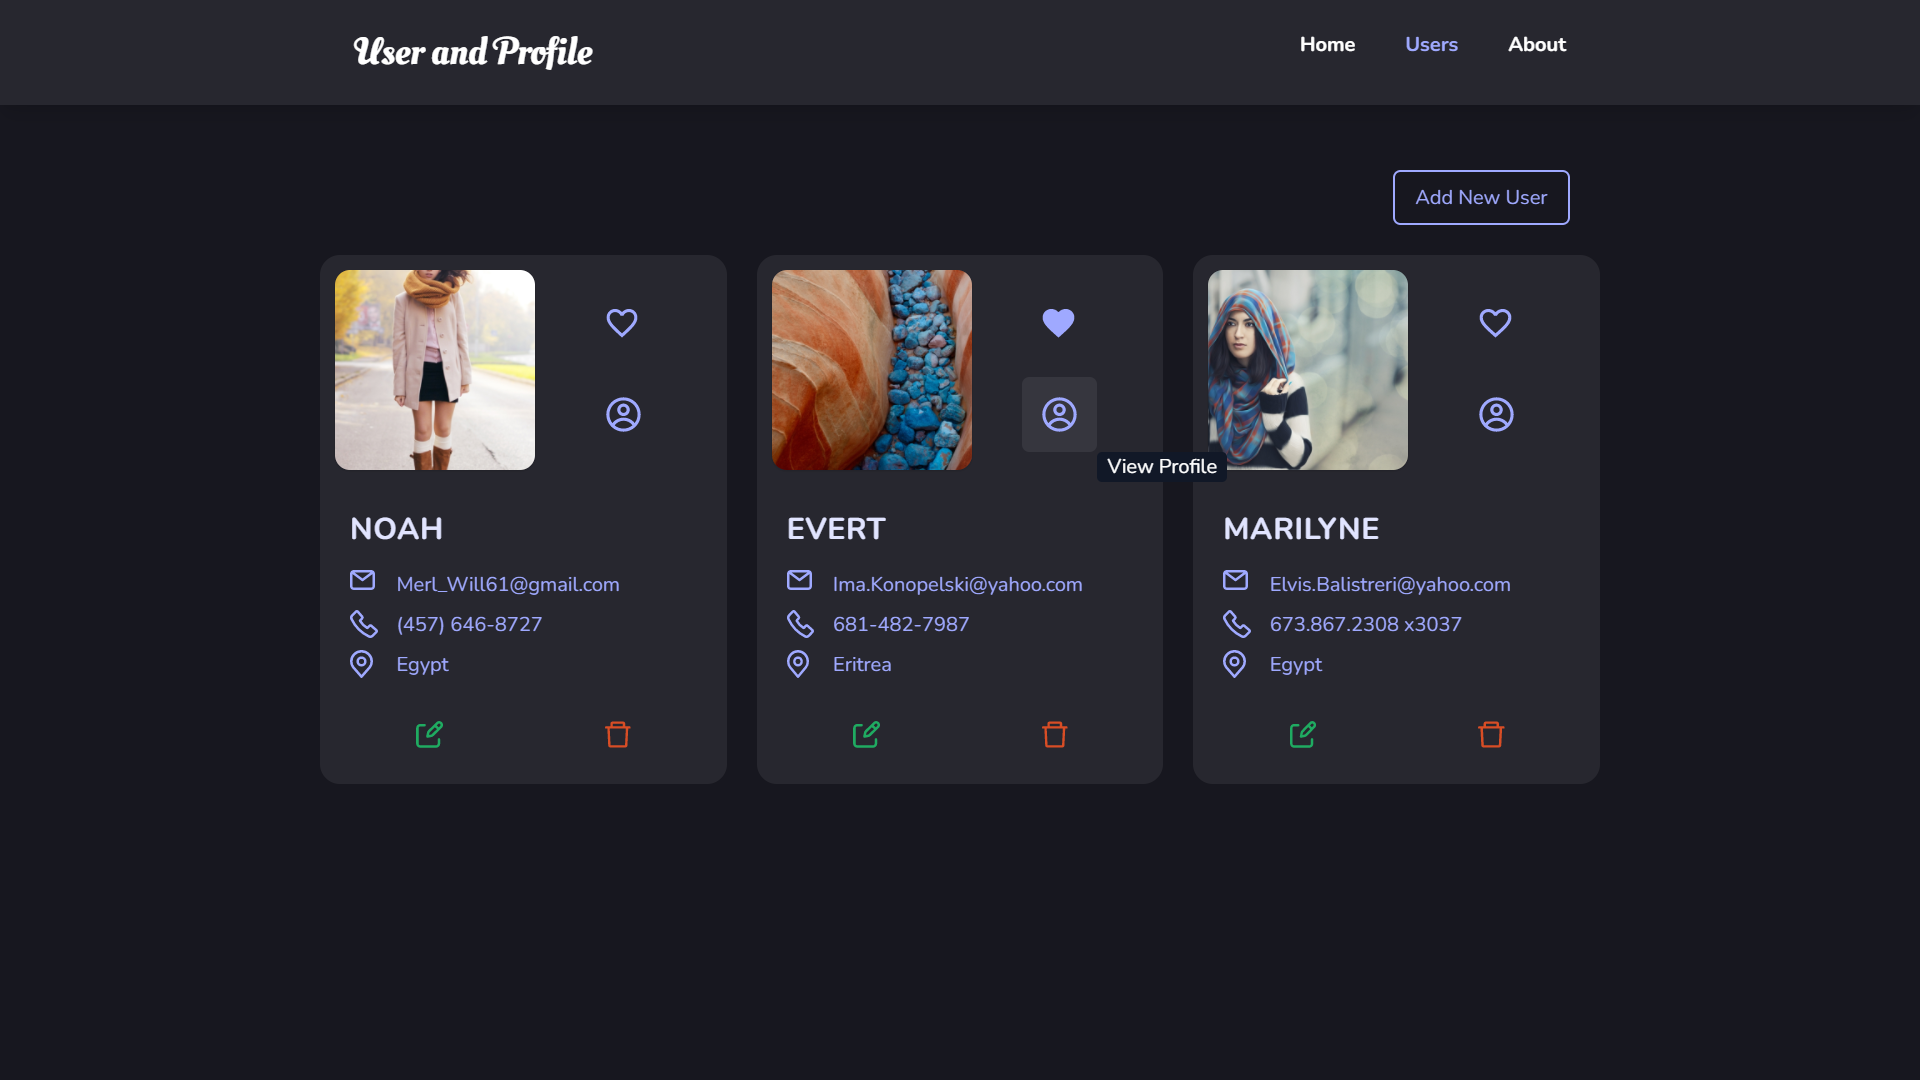 User and Profile
Home
Users
About
Add New User
View Profile
NOAH
Merl_Will61@gmail.com
(457) 646-8727
Egypt
EVERT
Ima.Konopelski@yahoo.com
681-482-7987
Eritrea
MARILYNE
Elvis.Balistreri@yahoo.com
673.867.2308 x3037
Egypt